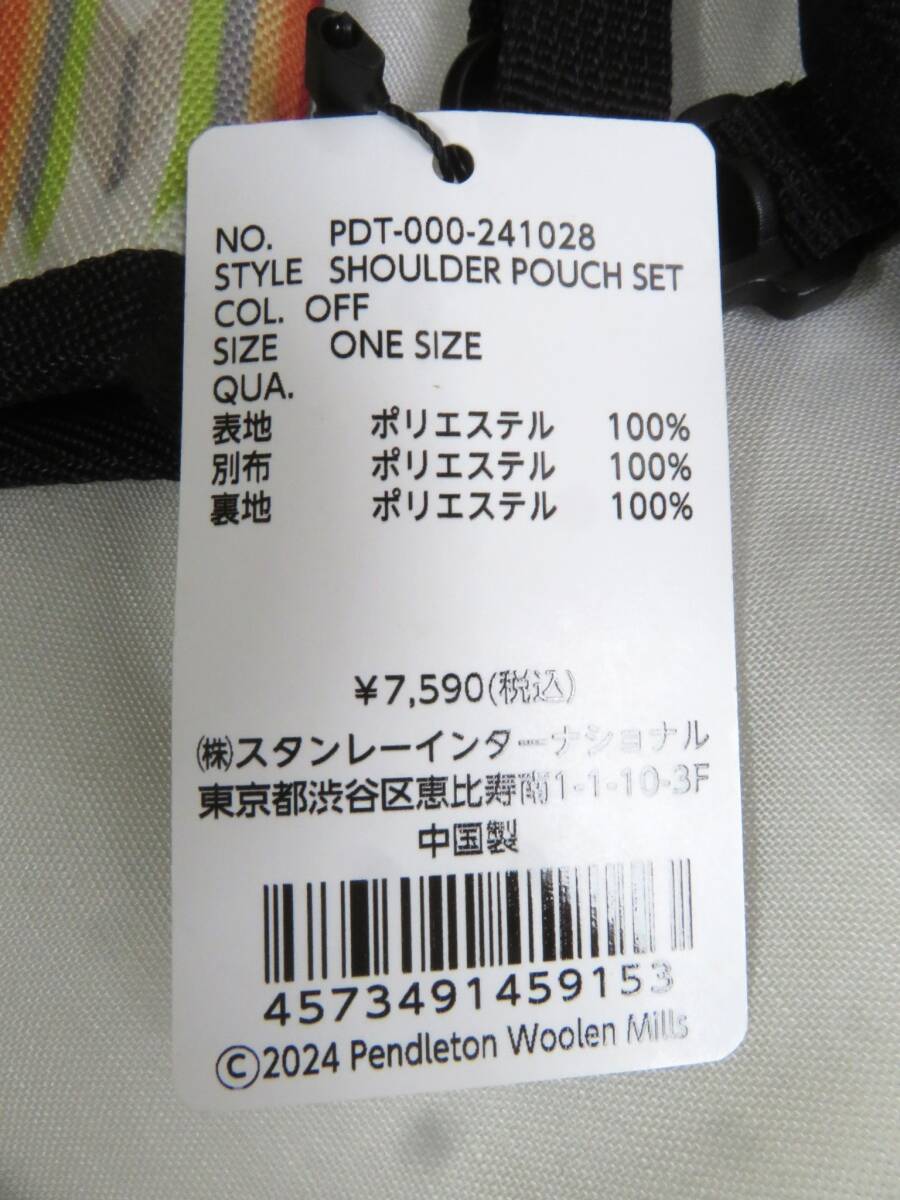 NO. PDT-000-241028
STYLE SHOULDER POUCH SET
COL. OFF
SIZE ONE SIZE
QUA.
表地 ポリエステル 100%
別布 ポリエステル 100%
裏地 ポリエステル 100%
¥7,590(税込)
㈱スタンレーインターナショナル
東京都渋谷区恵比寿南1-1-10-3F
中国製
4573491459153
©2024 Pendleton Woolen Mills